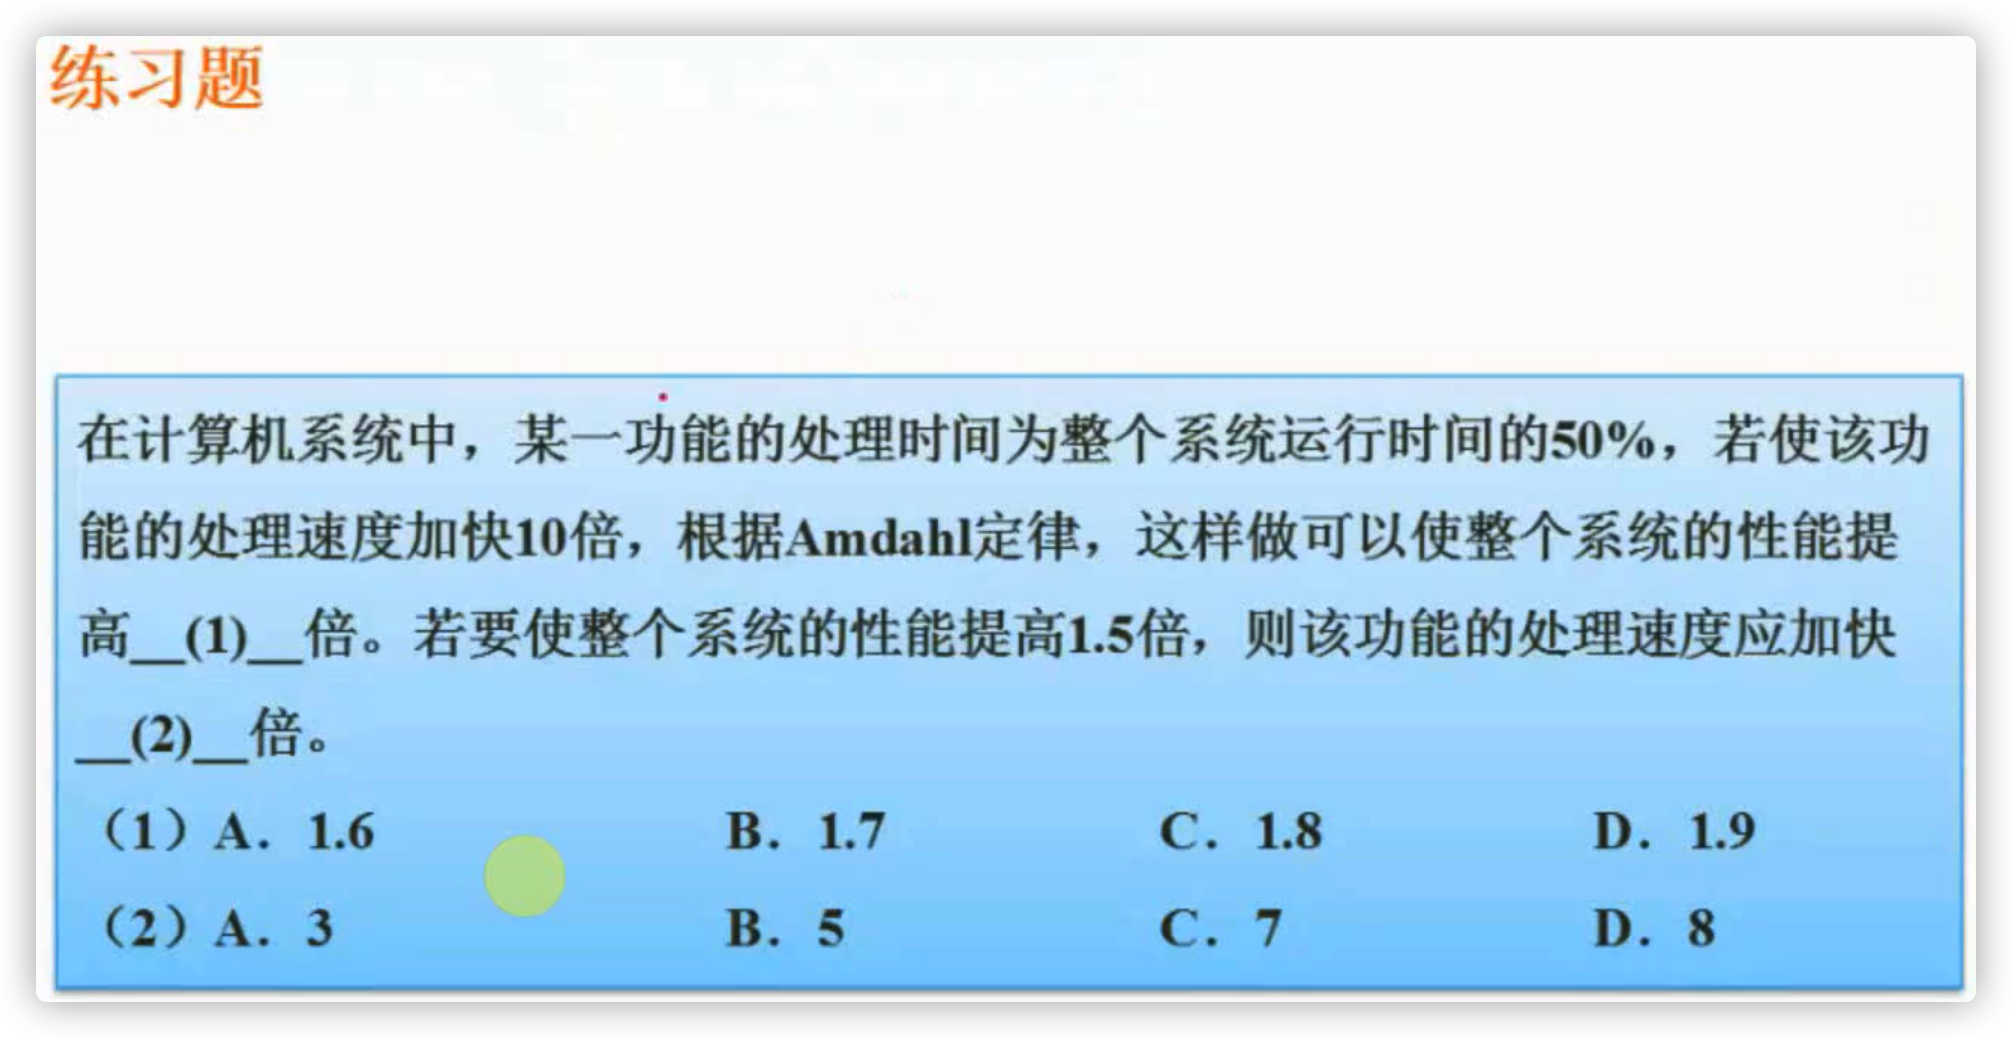 练习题
在计算机系统中，某一功能的处理时间为整个系统运行时间的50%，若使该功
能的处理速度加快10倍，根据Amdahl定律，这样做可以使整个系统的性能提
高__(1)__倍。若要使整个系统的性能提高1.5倍，则该功能的处理速度应加快
__(2)__倍。
（1）A．1.6 B．1.7 C．1.8 D．1.9
（2）A．3 B．5 C．7 D．8